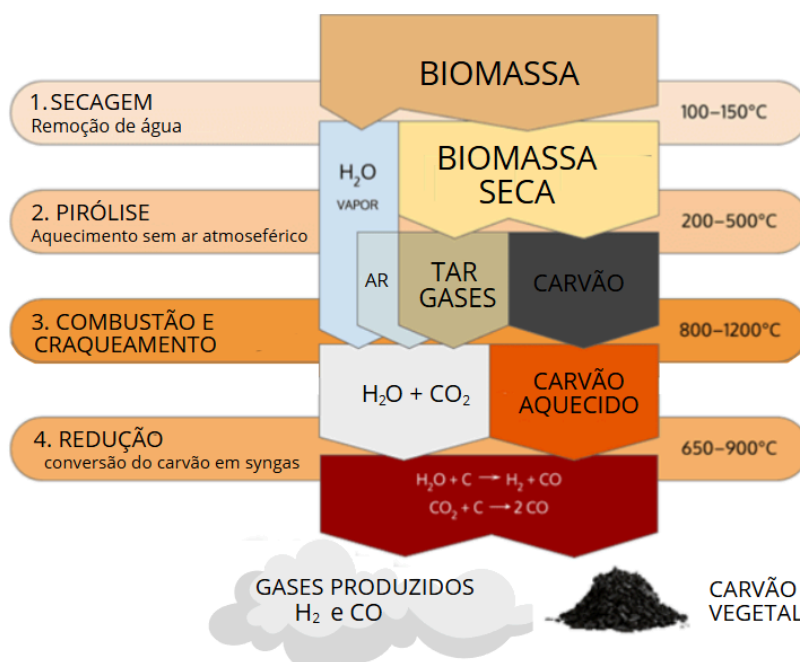 BIOMASSA
1. SECAGEM
Remoção de água
100–150°C
H₂O
VAPOR
BIOMASSA
SECA
2. PIRÓLISE
Aquecimento sem ar atmoseférico
200–500°C
AR
TAR
GASES
CARVÃO
3. COMBUSTÃO E
CRAQUEAMENTO
800–1200°C
H₂O + CO₂
CARVÃO
AQUECIDO
4. REDUÇÃO
conversão do carvão em syngas
650–900°C
H₂O + C → H₂ + CO
CO₂ + C → 2 CO
GASES PRODUZIDOS
H₂ e CO
CARVÃO
VEGETAL